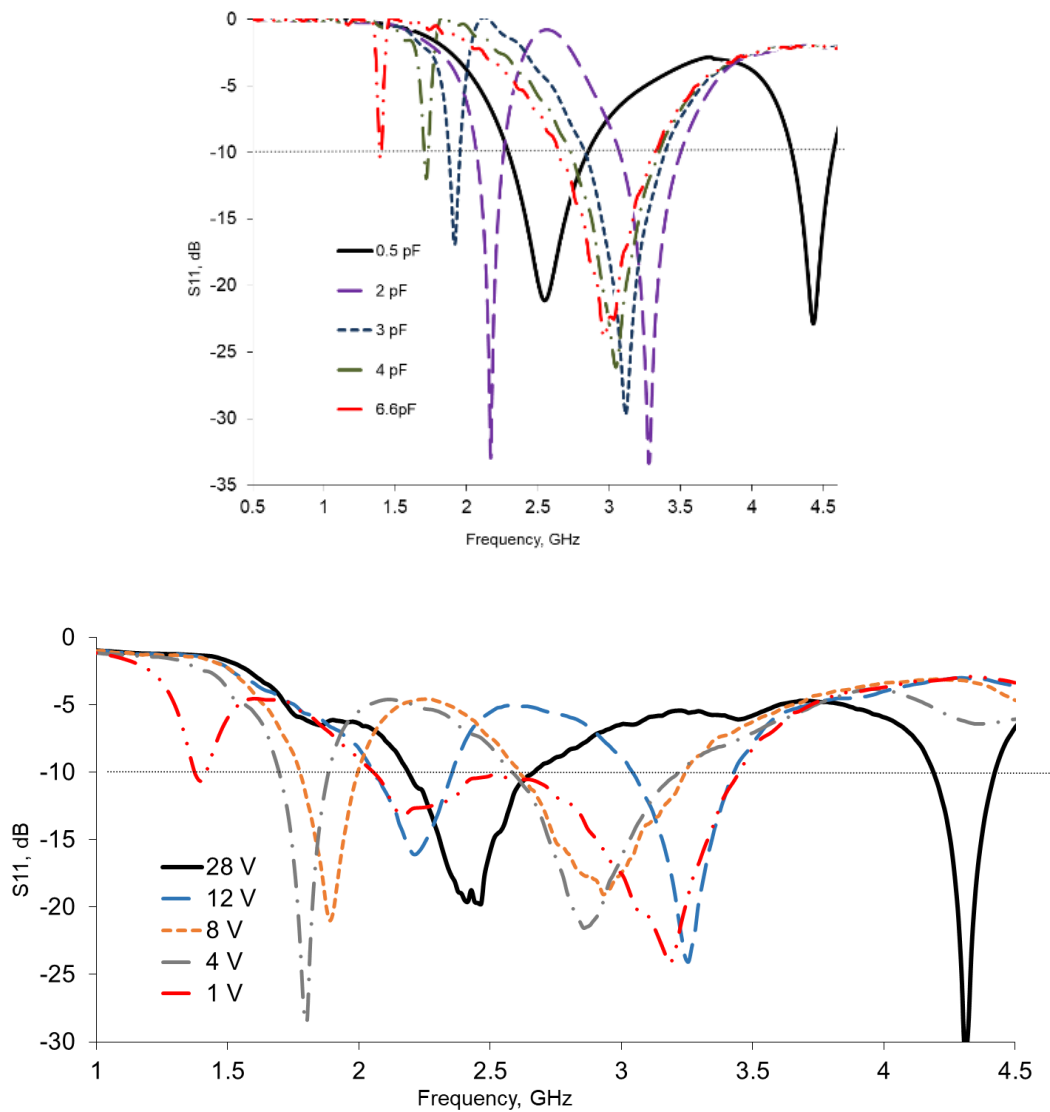 0
-5
-10
-15
-20
-25
-30
-35
S11, dB
0.5 pF
2 pF
3 pF
4 pF
6.6pF
0.5 1 1.5 2 2.5 3 3.5 4 4.5
Frequency, GHz
0
-5
-10
-15
-20
-25
-30
S11, dB
28 V
12 V
8 V
4 V
1 V
1 1.5 2 2.5 3 3.5 4 4.5
Frequency, GHz